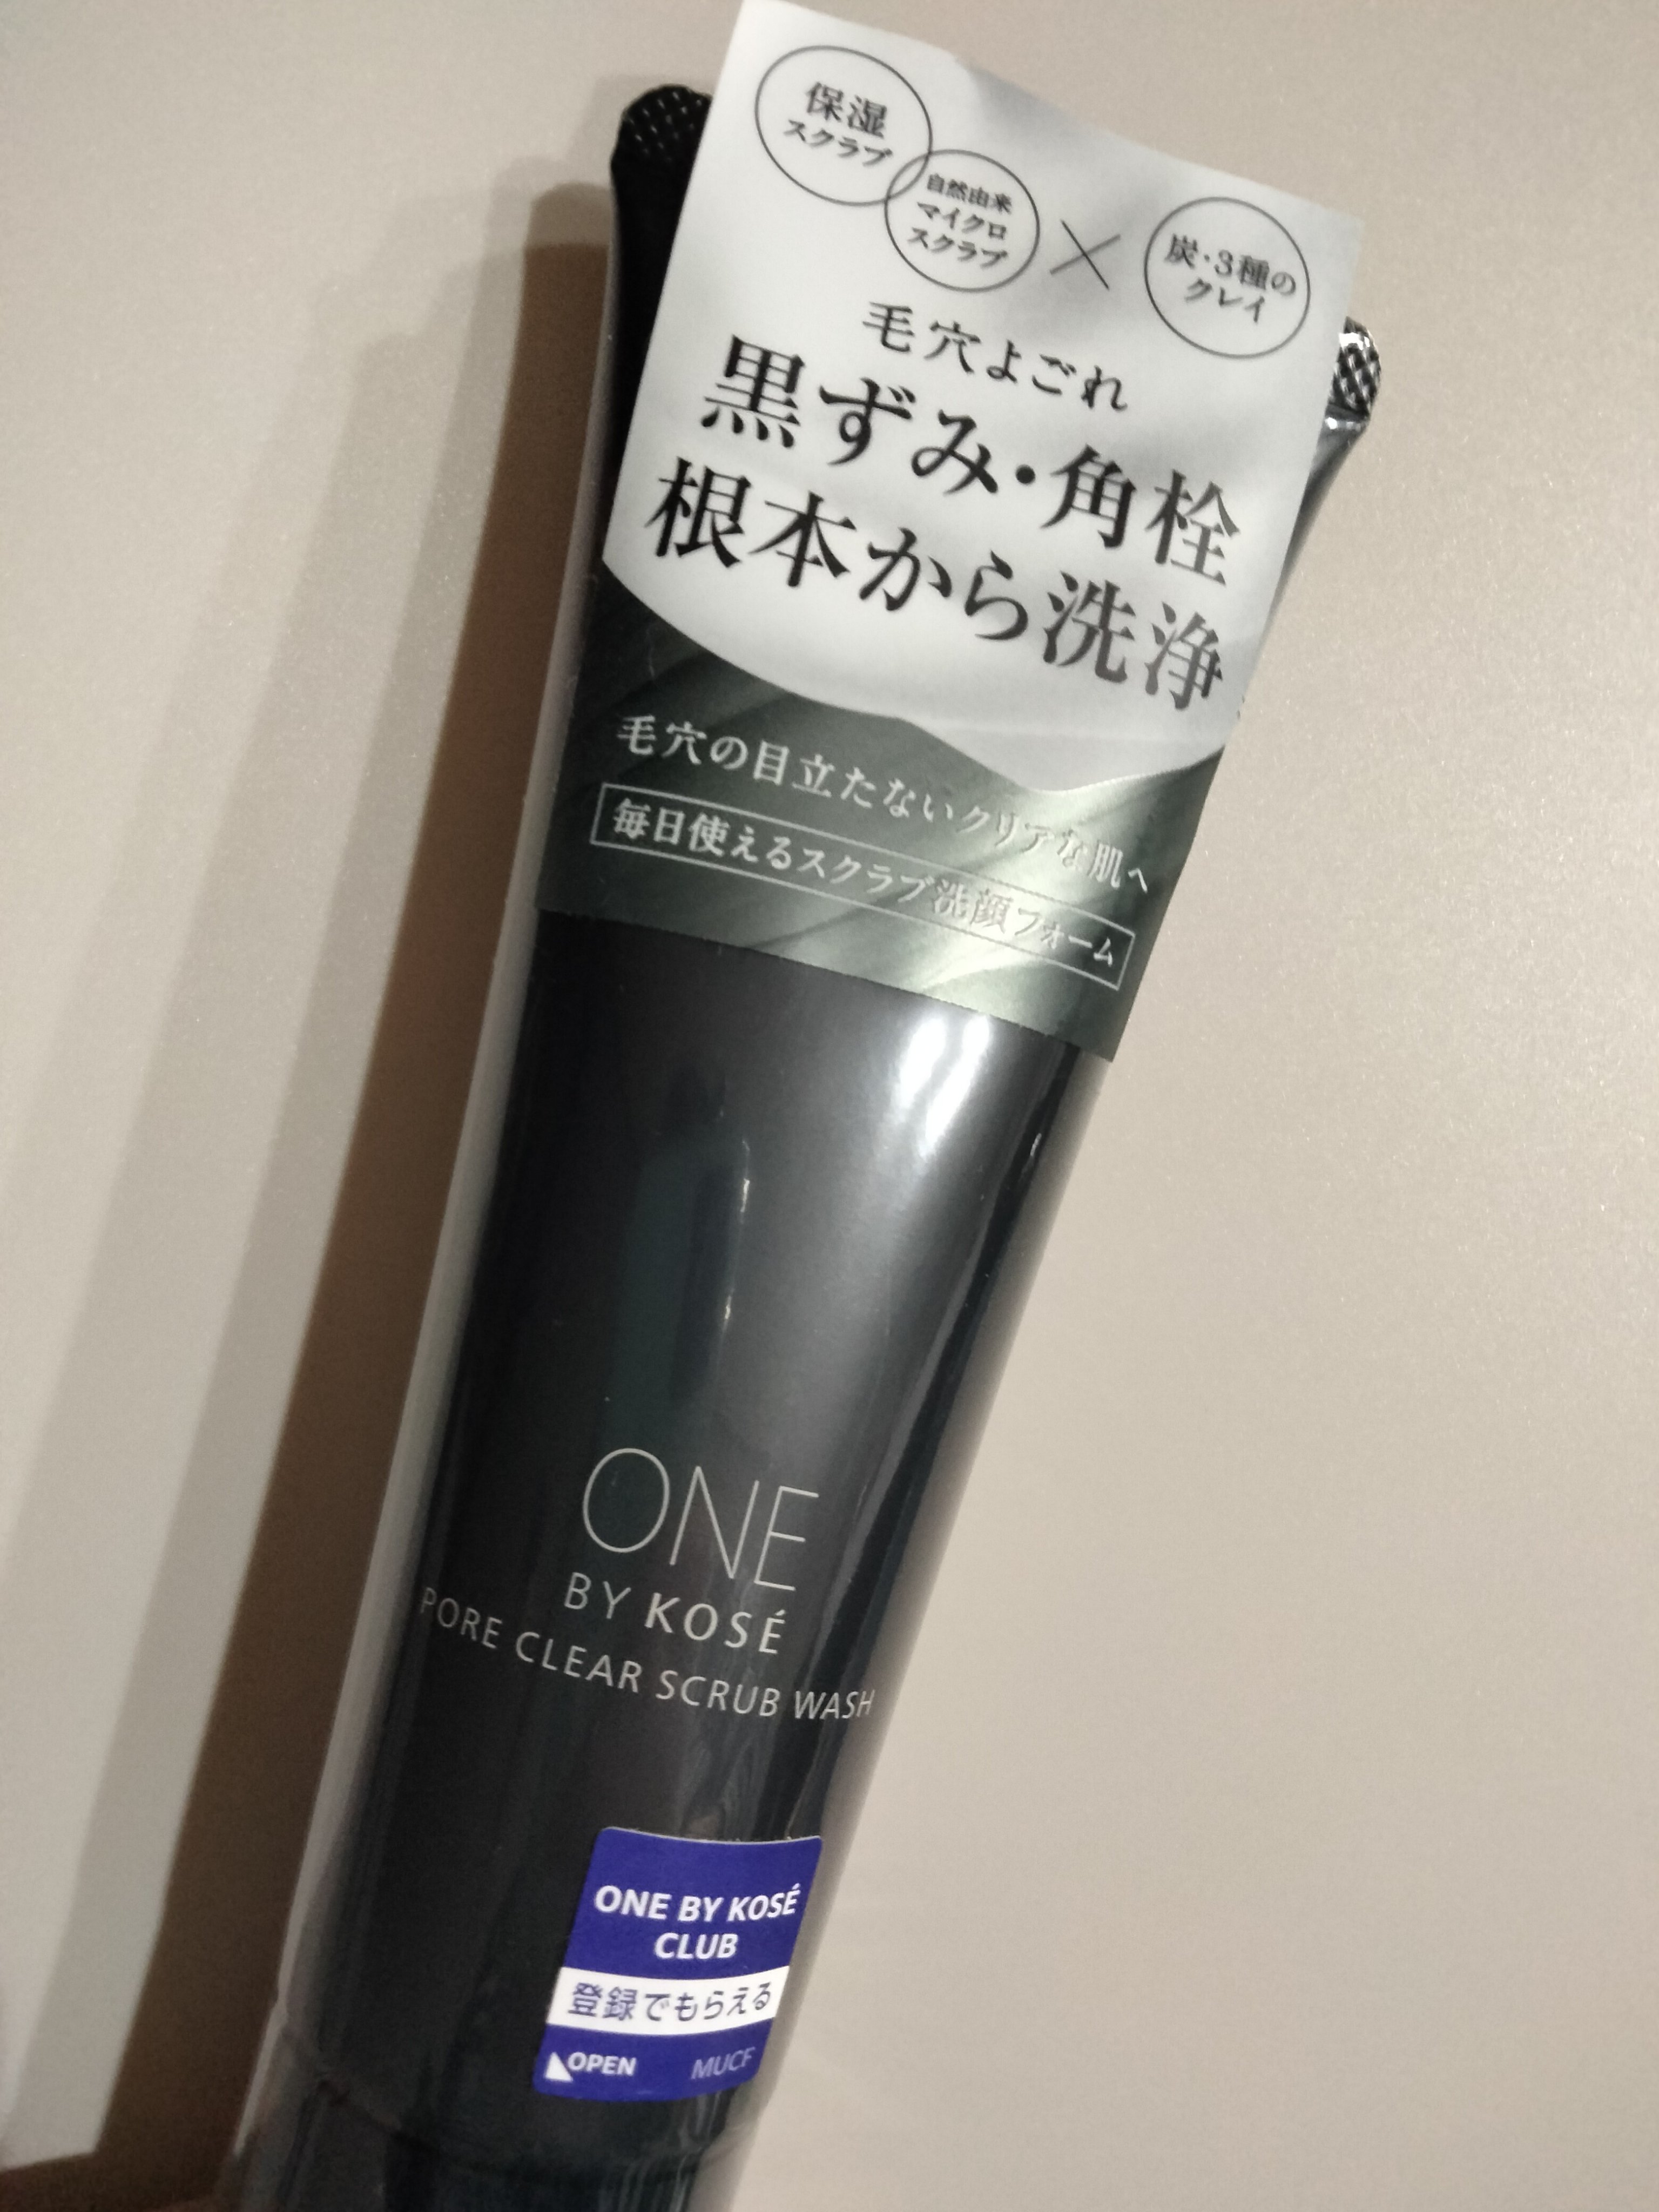 保湿
スクラブ
自然由来
マイクロ
スクラブ
炭・3種の
クレイ
毛穴よごれ
黒ずみ・角栓
根本から洗浄
毛穴の目立たないクリアな肌へ
毎日使えるスクラブ洗顔フォーム
ONE
BY KOSÉ
PORE CLEAR SCRUB WASH
ONE BY KOSÉ
CLUB
登録でもらえる
OPEN MUCF